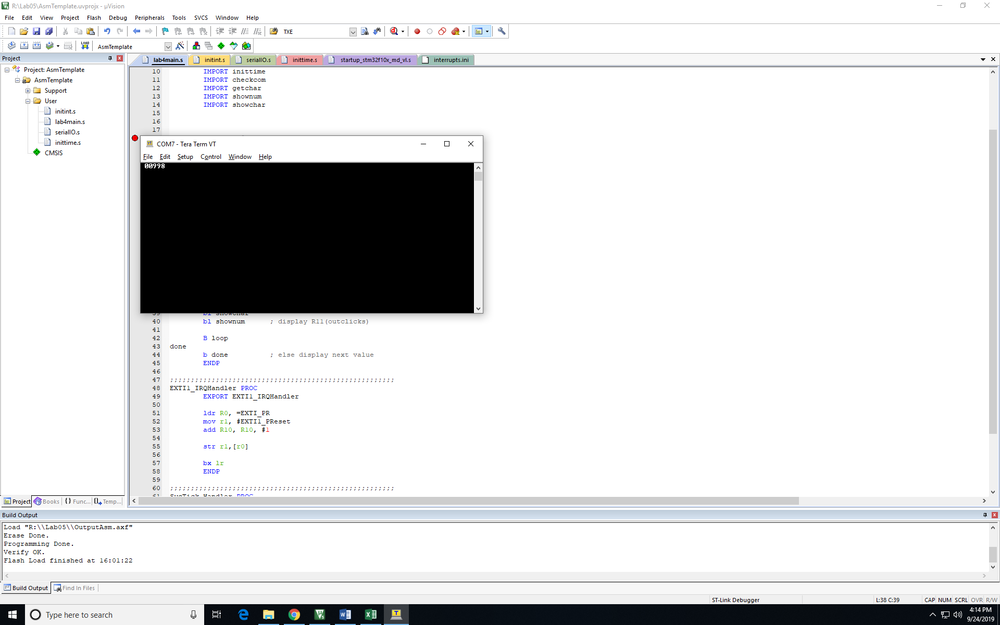 R:\Lab05\AsmTemplate.uvprojx - µVision
File Edit View Project Flash Debug Peripherals Tools SVCS Window Help
TXE
LOAD AsmTemplate
Project
Project: AsmTemplate
AsmTemplate
Support
User
initint.s
lab4main.s
serialIO.s
inittime.s
CMSIS
Project Books {} Func... Temp...
lab4main.s initint.s serialIO.s inittime.s startup_stm32f10x_md_vl.s interrupts.ini
10 IMPORT inittime
11 IMPORT checkcom
12 IMPORT getchar
13 IMPORT shownum
14 IMPORT showchar
15
16
17
COM7 - Tera Term VT
File Edit Setup Control Window Help
00998
39 bl showchar
40 bl shownum ; display R11(outclicks)
41
42 B loop
43 done
44 b done ; else display next value
45 ENDP
46
47 ;;;;;;;;;;;;;;;;;;;;;;;;;;;;;;;;;;;;;;;;;;;;;;;;;;;;;;
48 EXTI1_IRQHandler PROC
49 EXPORT EXTI1_IRQHandler
50
51 ldr R0, =EXTI_PR
52 mov r1, #EXTI1_PReset
53 add R10, R10, #1
54
55 str r1,[r0]
56
57 bx lr
58 ENDP
59
60 ;;;;;;;;;;;;;;;;;;;;;;;;;;;;;;;;;;;;;;;;;;;;;;;;;;;;;;
61 SysTick_Handler PROC
Build Output
Load "R:\\Lab05\\OutputAsm.axf"
Erase Done.
Programming Done.
Verify OK.
Flash Load finished at 16:01:22
Build Output Find In Files
ST-Link Debugger L:38 C:39 CAP NUM SCRL OVR R/W
Type here to search
4:14 PM
9/24/2019